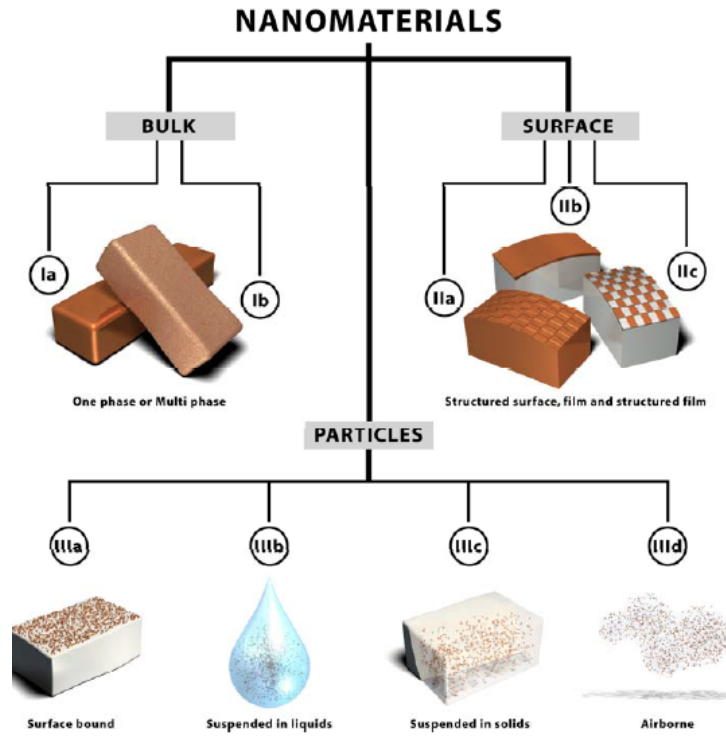 NANOMATERIALS
BULK
SURFACE
IIb
Ia
Ib
IIa
IIc
One phase or Multi phase
Structured surface, film and structured film
PARTICLES
IIIa
IIIb
IIIc
IIId
Surface bound
Suspended in liquids
Suspended in solids
Airborne